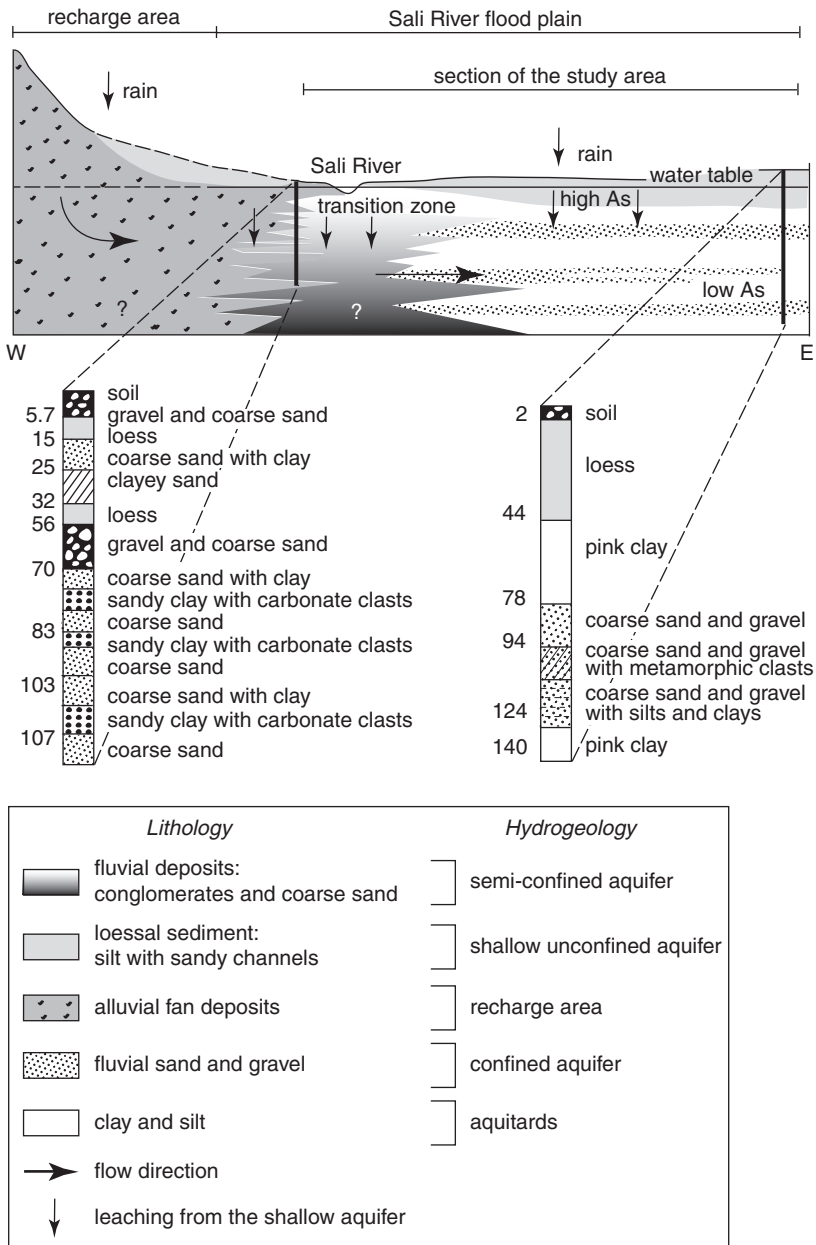 recharge area
Sali River flood plain
section of the study area
rain
Sali River
rain
water table
transition zone
high As
low As
?
?
W
E
soil
5.7
gravel and coarse sand
15
loess
25
coarse sand with clay
clayey sand
32
loess
56
gravel and coarse sand
70
coarse sand with clay
sandy clay with carbonate clasts
coarse sand
83
sandy clay with carbonate clasts
coarse sand
103
coarse sand with clay
sandy clay with carbonate clasts
107
coarse sand
2
soil
loess
44
pink clay
78
coarse sand and gravel
94
coarse sand and gravel
with metamorphic clasts
coarse sand and gravel
124
with silts and clays
140
pink clay
Lithology
Hydrogeology
fluvial deposits:
conglomerates and coarse sand
semi-confined aquifer
loessal sediment:
silt with sandy channels
shallow unconfined aquifer
alluvial fan deposits
recharge area
fluvial sand and gravel
confined aquifer
clay and silt
aquitards
flow direction
leaching from the shallow aquifer